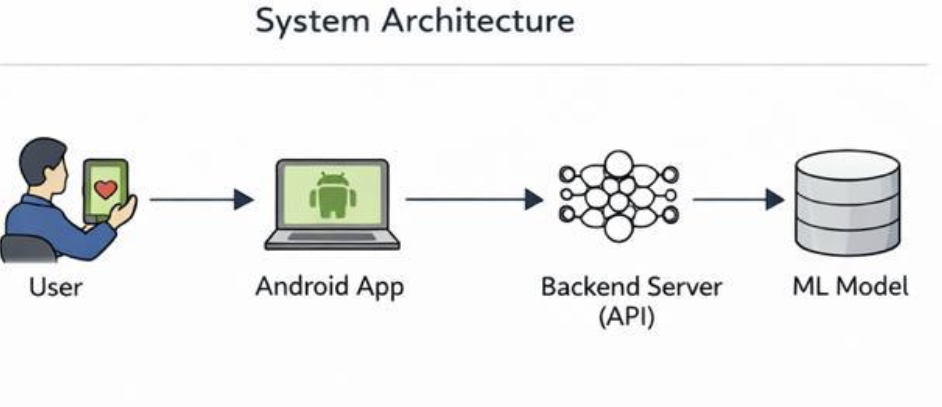 System Architecture
User
Android App
Backend Server
(API)
ML Model